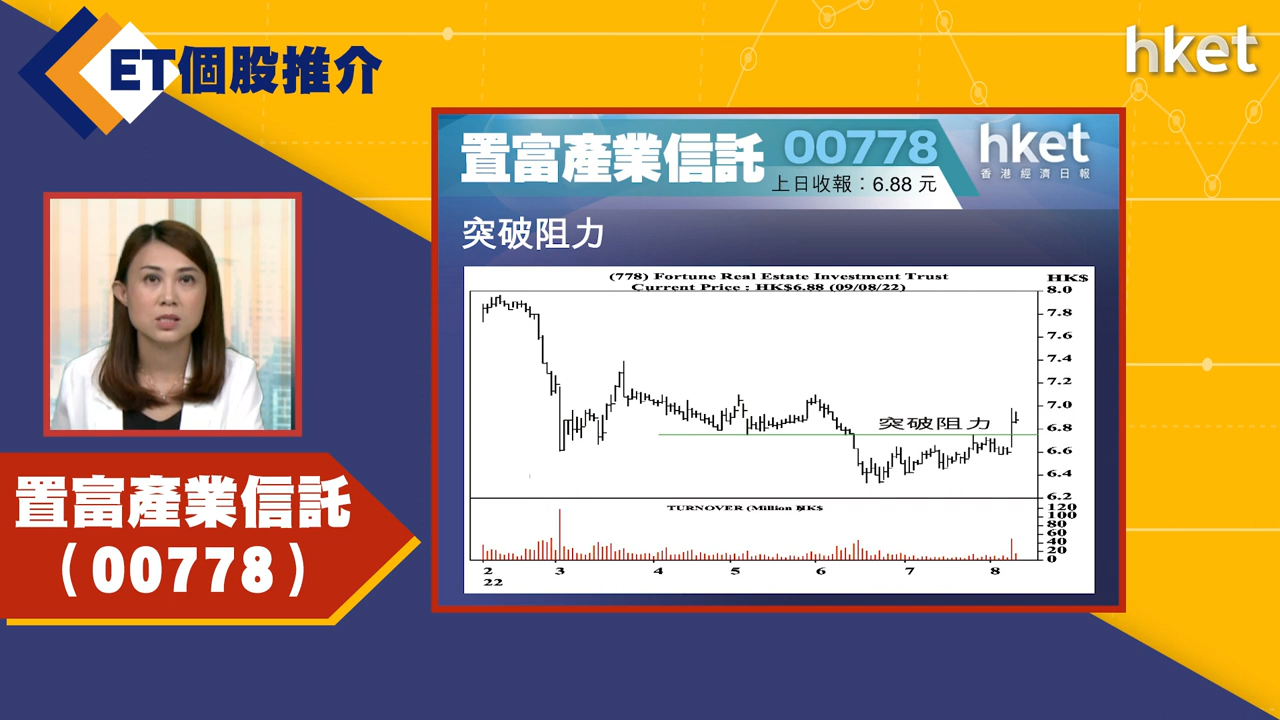 ET個股推介
hket
置富產業信託 00778
hket
香港經濟日報
上日收報：6.88 元
突破阻力
(778) Fortune Real Estate Investment Trust
Current Price : HK$6.88 (09/08/22)
HK$
8.0
7.8
7.6
7.4
7.2
7.0
突破阻力
6.8
6.6
6.4
6.2
TURNOVER (Million HK$
120
100
80
60
40
20
0
2 3 4 5 6 7 8
22
置富產業信託
（00778）